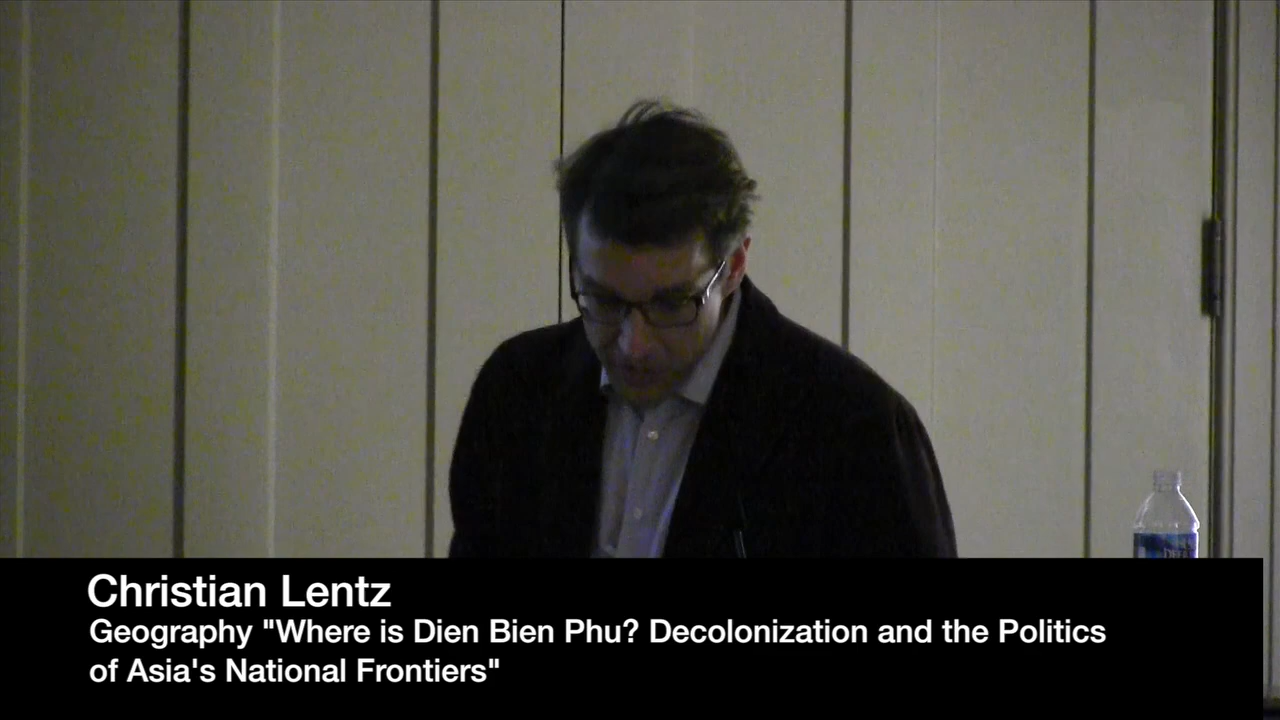 Christian Lentz
Geography "Where is Dien Bien Phu? Decolonization and the Politics
of Asia's National Frontiers"